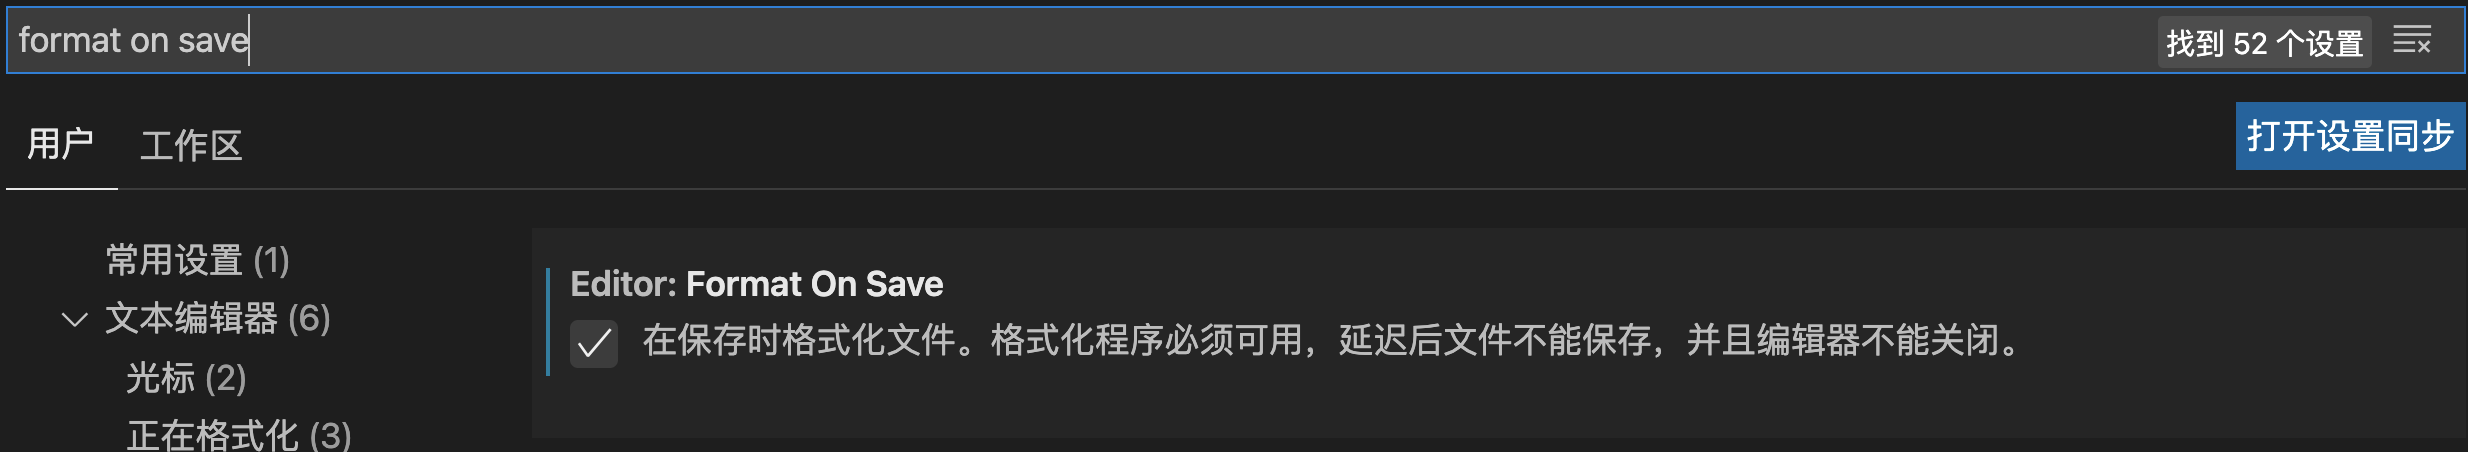 format on save
找到 52 个设置
用户 工作区
打开设置同步
常用设置 (1)
文本编辑器 (6)
光标 (2)
正在格式化 (3)
Editor: Format On Save
在保存时格式化文件。格式化程序必须可用，延迟后文件不能保存，并且编辑器不能关闭。